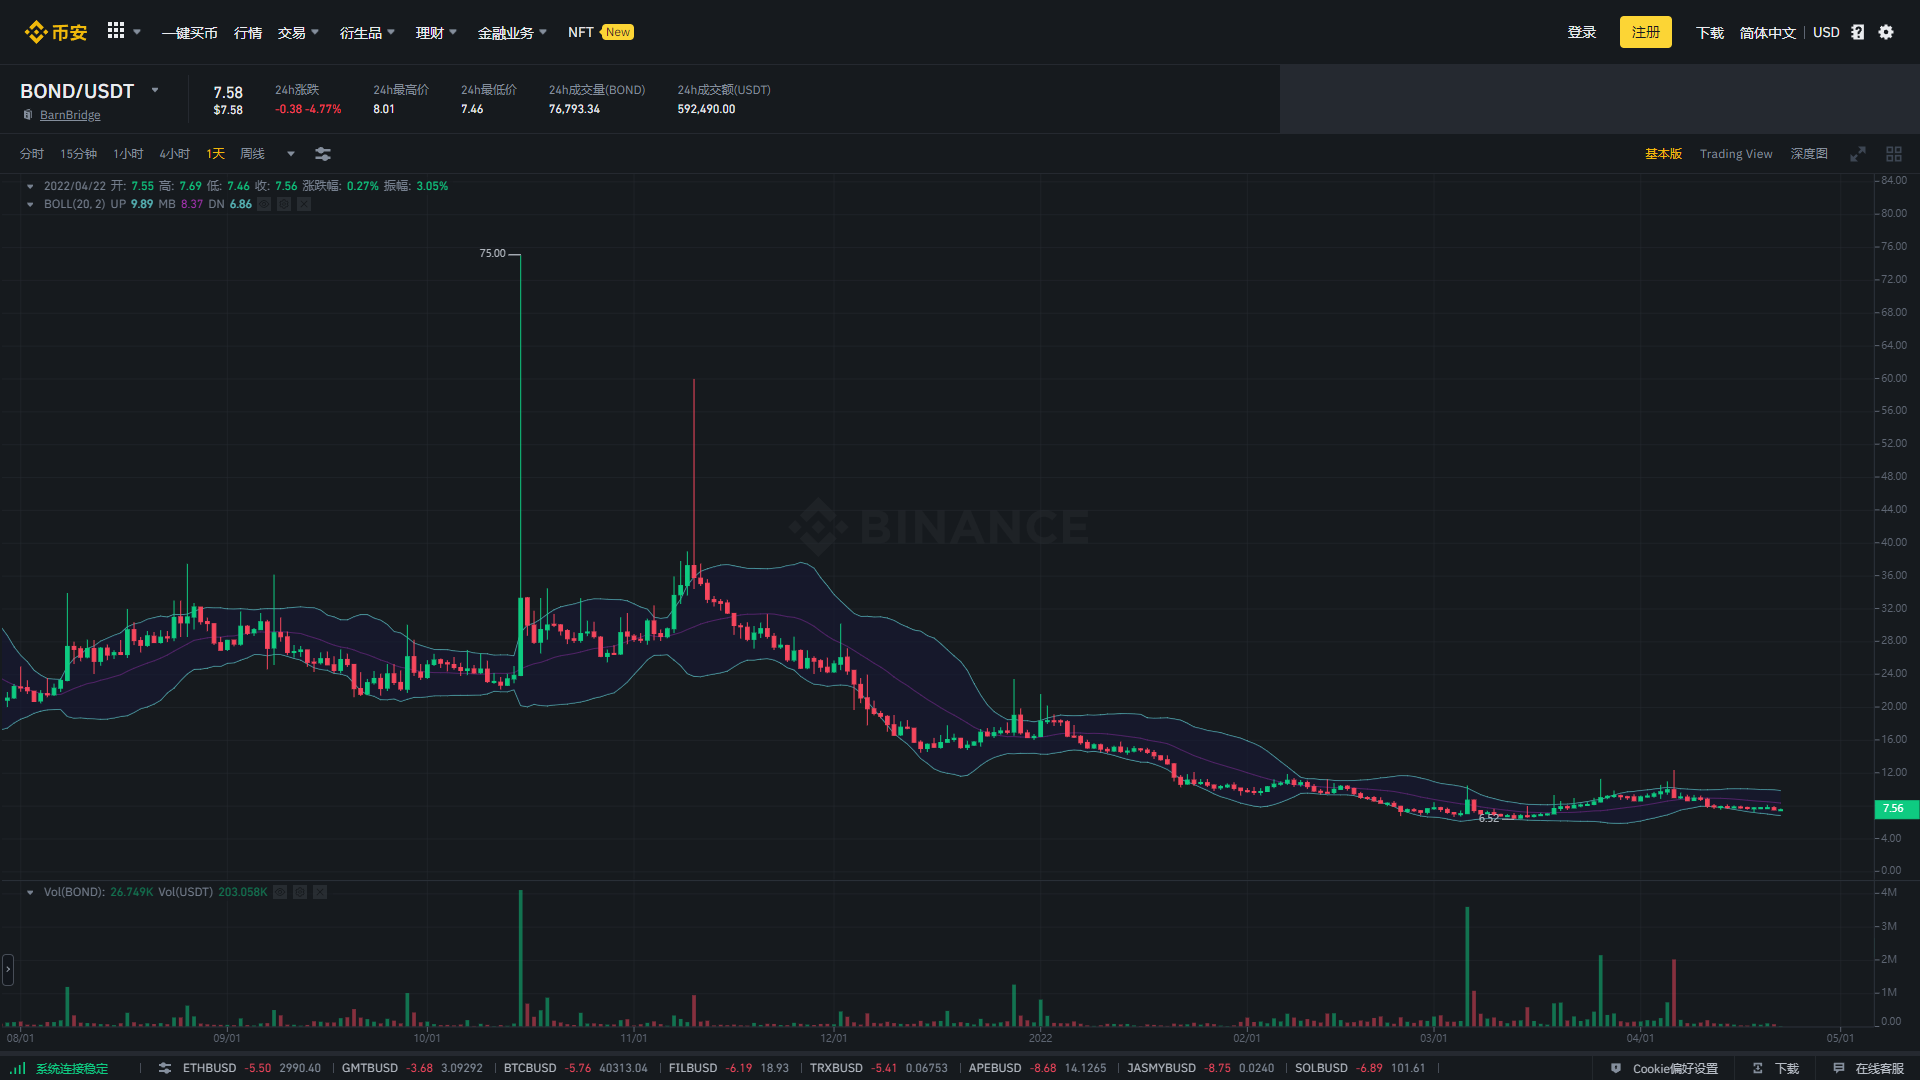 币安 一键买币 行情 交易 衍生品 理财 金融业务 NFT New 登录 注册 下载 简体中文 USD
BOND/USDT
BarnBridge
7.58
$7.58
24h涨跌
-0.38 -4.77%
24h最高价
8.01
24h最低价
7.46
24h成交量(BOND)
76,793.34
24h成交额(USDT)
592,490.00
分时 15分钟 1小时 4小时 1天 周线 基本版 Trading View 深度图
2022/04/22 开: 7.55 高: 7.69 低: 7.46 收: 7.56 涨跌幅: 0.27% 振幅: 3.05%
BOLL(20, 2) UP 9.89 MB 8.37 DN 6.86
84.00
80.00
76.00
75.00
72.00
68.00
64.00
60.00
56.00
52.00
48.00
44.00
BINANCE
40.00
36.00
32.00
28.00
24.00
20.00
16.00
12.00
7.56
6.52
4.00
0.00
Vol(BOND): 26.749K Vol(USDT) 203.058K
4M
3M
2M
1M
0.00
08/01 09/01 10/01 11/01 12/01 2022 02/01 03/01 04/01 05/01
系统连接稳定 ETHBUSD -5.50 2990.40 GMTBUSD -3.68 3.09292 BTCBUSD -5.76 40313.04 FILBUSD -6.19 18.93 TRXBUSD -5.41 0.06753 APEBUSD -8.68 14.1265 JASMYBUSD -8.75 0.0240 SOLBUSD -6.89 101.61 Cookie偏好设置 下载 在线客服